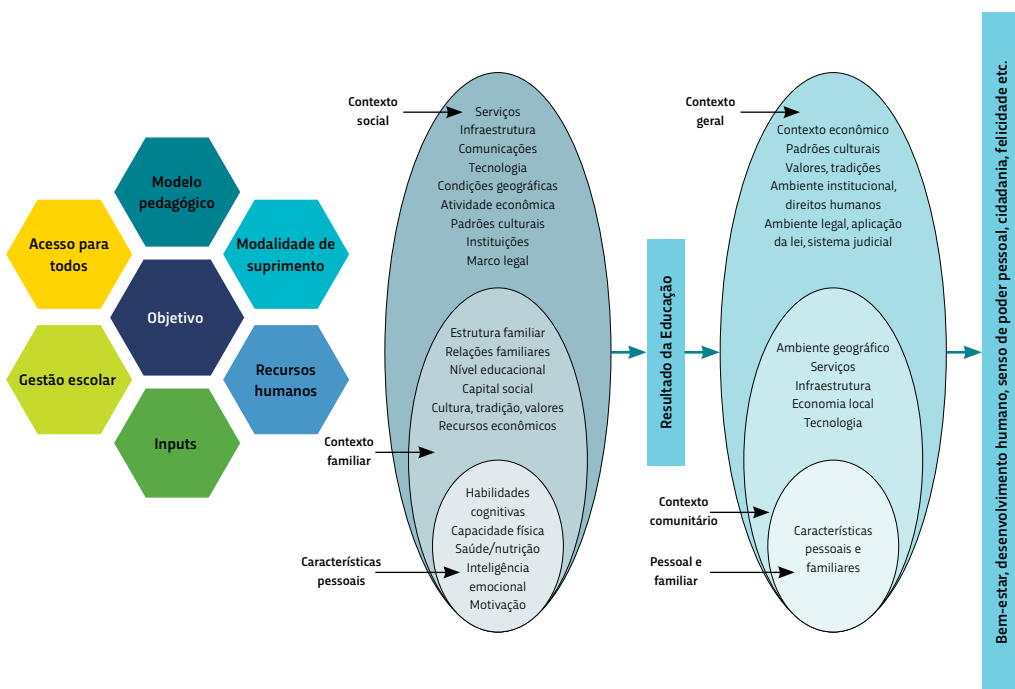 Modelo
pedagógico
Acesso para
todos
Modalidade de
suprimento
Objetivo
Gestão escolar
Recursos
humanos
Inputs
Contexto
social
Serviços
Infraestrutura
Comunicações
Tecnologia
Condições geográficas
Atividade econômica
Padrões culturais
Instituições
Marco legal
Estrutura familiar
Relações familiares
Nível educacional
Capital social
Cultura, tradição, valores
Recursos econômicos
Contexto
familiar
Habilidades
cognitivas
Capacidade física
Saúde/nutrição
Inteligência
emocional
Motivação
Características
pessoais
Resultado da Educação
Contexto
geral
Contexto econômico
Padrões culturais
Valores, tradições
Ambiente institucional,
direitos humanos
Ambiente legal, aplicação
da lei, sistema judicial
Ambiente geográfico
Serviços
Infraestrutura
Economia local
Tecnologia
Contexto
comunitário
Características
pessoais e
familiares
Pessoal e
familiar
Bem-estar, desenvolvimento humano, senso de poder pessoal, cidadania, felicidade etc.